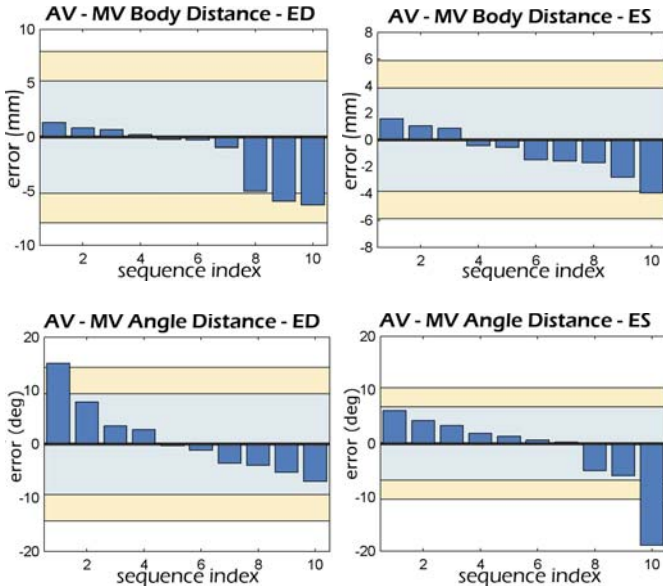 AV - MV Body Distance - ED
10
5
0
-5
-10
error (mm)
2 4 6 8 10
sequence index
AV - MV Body Distance - ES
8
6
4
2
0
-2
-4
-6
-8
error (mm)
2 4 6 8 10
sequence index
AV - MV Angle Distance - ED
20
10
0
-10
-20
error (deg)
2 4 6 8 10
sequence index
AV - MV Angle Distance - ES
20
10
0
-10
-20
error (deg)
2 4 6 8 10
sequence index